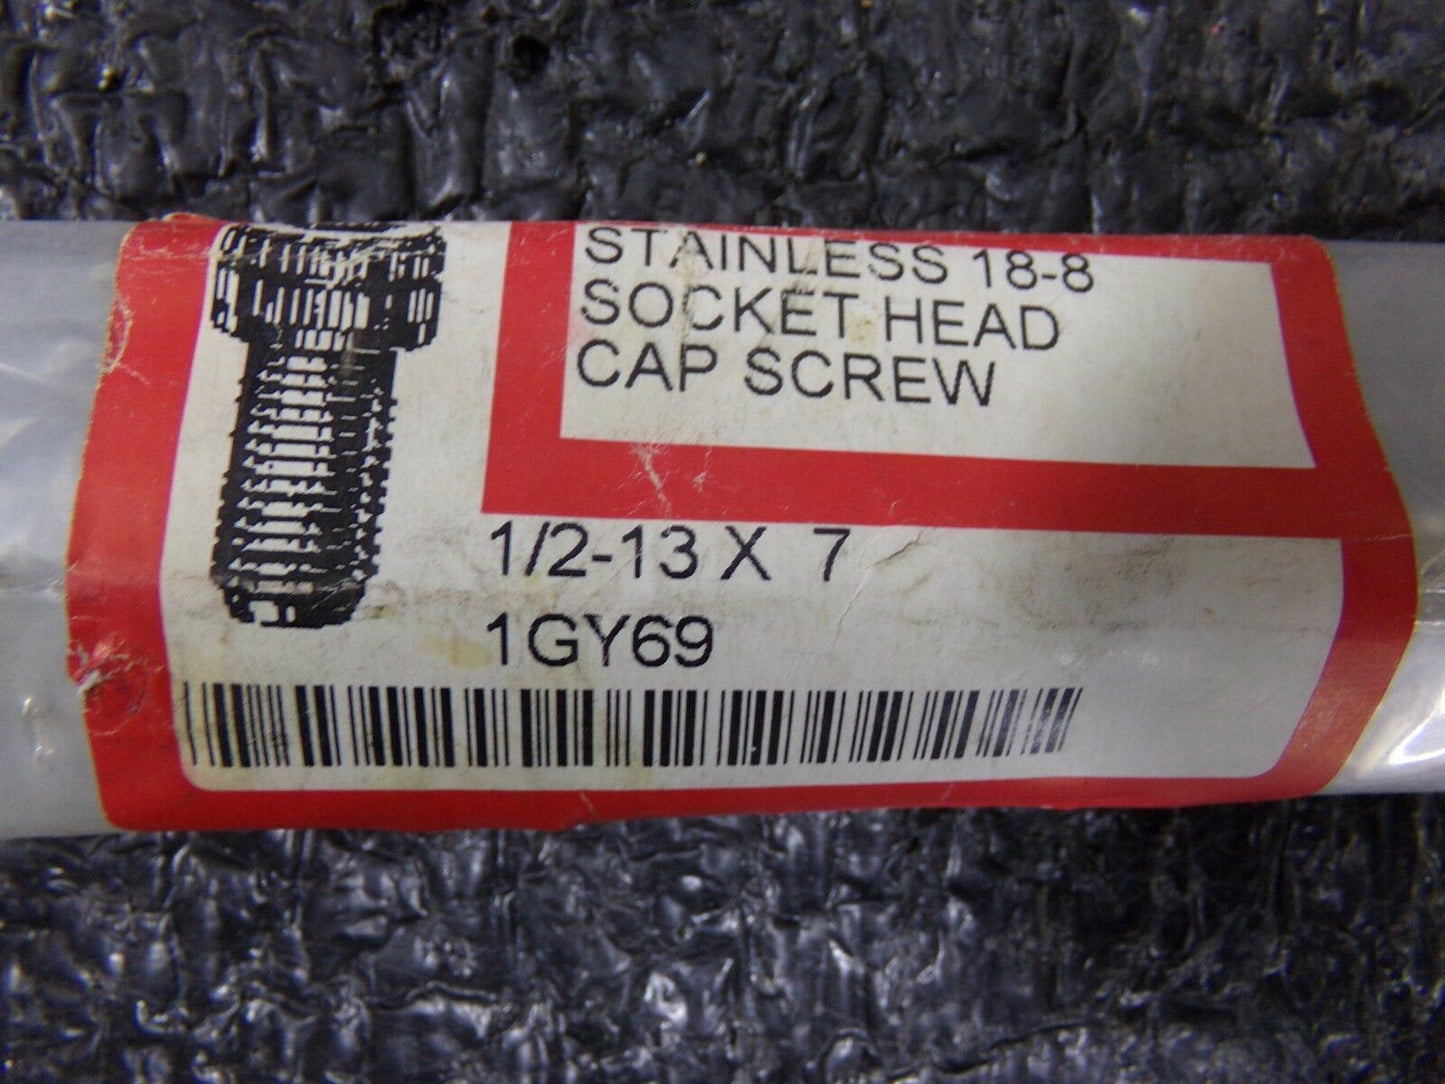 STAINLESS 18-8
SOCKET HEAD
CAP SCREW
1/2-13 X 7
1GY69